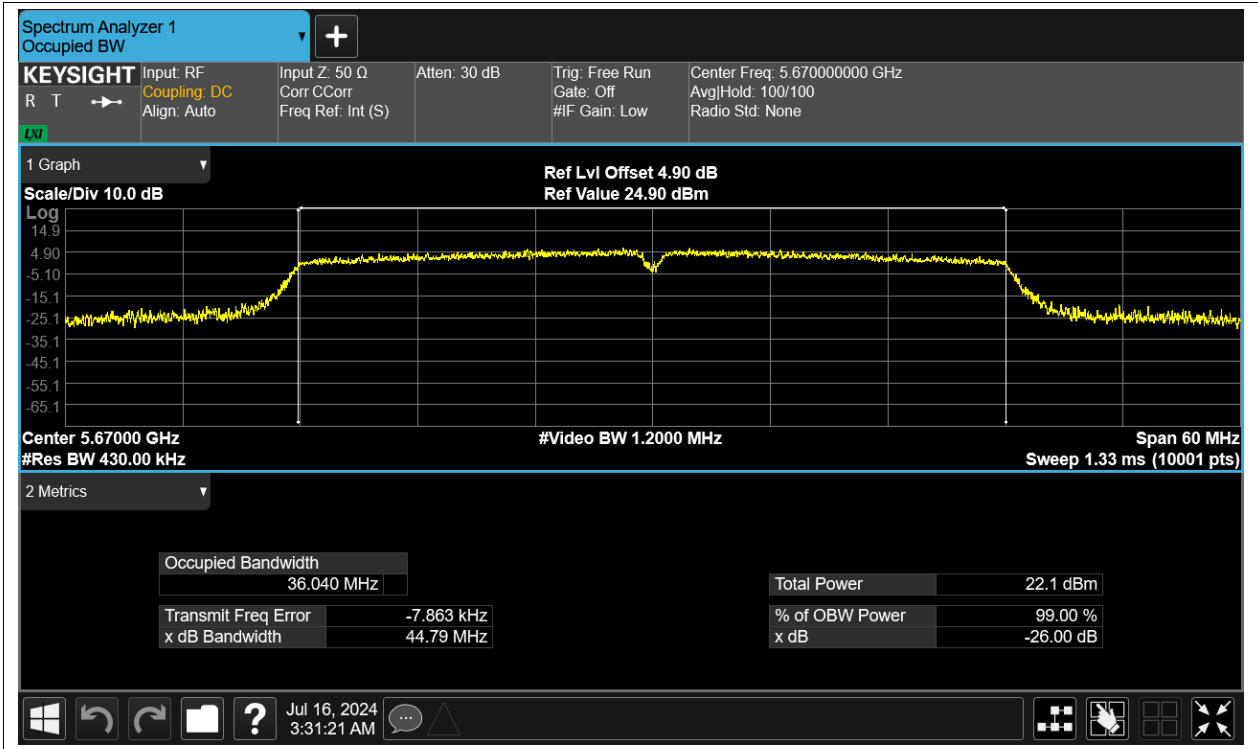 Spectrum Analyzer 1
Occupied BW
KEYSIGHT
R T
LXI
Input: RF
Coupling: DC
Align: Auto
Input Z: 50 Ω
Corr CCorr
Freq Ref: Int (S)
Atten: 30 dB
Trig: Free Run
Gate: Off
#IF Gain: Low
Center Freq: 5.670000000 GHz
Avg|Hold: 100/100
Radio Std: None
1 Graph
Scale/Div 10.0 dB
Ref Lvl Offset 4.90 dB
Ref Value 24.90 dBm
Log
14.9
4.90
-5.10
-15.1
-25.1
-35.1
-45.1
-55.1
-65.1
Center 5.67000 GHz
#Res BW 430.00 kHz
#Video BW 1.2000 MHz
Span 60 MHz
Sweep 1.33 ms (10001 pts)
2 Metrics
Occupied Bandwidth
36.040 MHz
Transmit Freq Error -7.863 kHz
x dB Bandwidth 44.79 MHz
Total Power 22.1 dBm
% of OBW Power 99.00 %
x dB -26.00 dB
?
Jul 16, 2024
3:31:21 AM